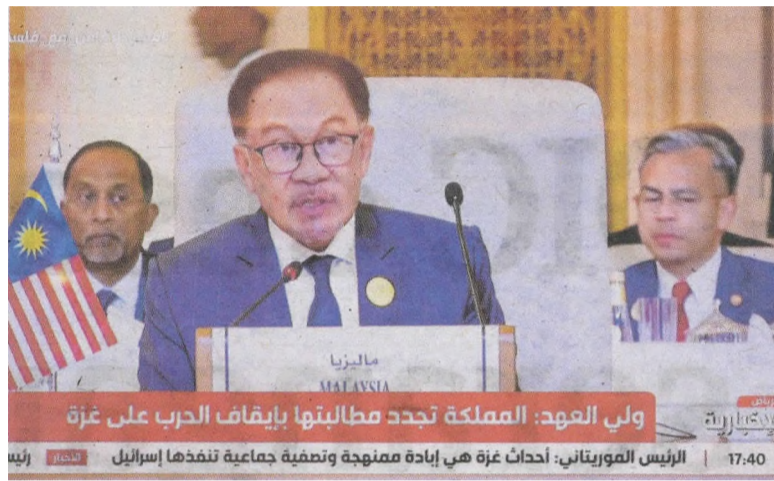 ماليزيا
MALAYSIA
ولي العهد: المملكة تجدد مطالبتها بإيقاف الحرب على غزة
الإخبارية
17:40 | الرئيس الموريتاني: أحداث غزة هي إبادة ممنهجة وتصفية جماعية تنفذها إسرائيل